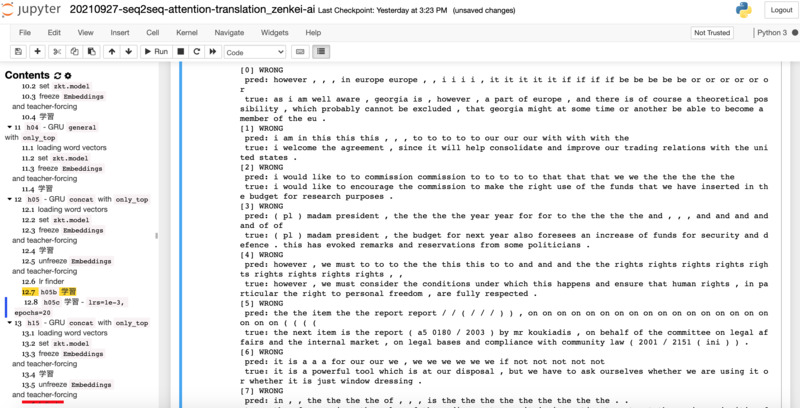 jupyter 20210927-seq2seq-attention-translation_zenkei-ai Last Checkpoint: Yesterday at 3:23 PM (unsaved changes)
Logout
File Edit View Insert Cell Kernel Navigate Widgets Help
Not Trusted
Python 3
Run
Code
Contents
10.2 set zkt.model
10.3 freeze Embeddings
and teacher-forcing
10.4 学習
11 h04 - GRU general
with only_top
11.1 loading word vectors
11.2 set zkt.model
11.3 freeze Embeddings
and teacher-forcing
11.4 学習
12 h05 - GRU concat with only_top
12.1 loading word vectors
12.2 set zkt.model
12.3 freeze Embeddings
and teacher-forcing
12.4 学習
12.5 unfreeze Embeddings
and teacher-forcing
12.6 lr finder
12.7 h05b 学習
12.8 h05c 学習 - lrs=1e-3,
epochs=20
13 h15 - GRU concat with only_top
13.1 loading word vectors
13.2 set zkt.model
13.3 freeze Embeddings
and teacher-forcing
13.4 学習
13.5 unfreeze Embeddings
and teacher-forcing
[0] WRONG
pred: however , , , in europe europe , , i i i i , it it it it it if if if if be be be be be or or or or or o
r
true: as i am well aware , georgia is , however , a part of europe , and there is of course a theoretical pos
sibility , which probably cannot be excluded , that georgia might at some time or another be able to become a
member of the eu .
[1] WRONG
pred: i am in this this this , , , to to to to to our our our with with with the
true: i welcome the agreement , since it will help consolidate and improve our trading relations with the uni
ted states .
[2] WRONG
pred: i would like to to commission commission to to to to to that that that we we the the the the the
true: i would like to encourage the commission to make the right use of the funds that we have inserted in th
e budget for research purposes .
[3] WRONG
pred: ( pl ) madam president , the the the the year year for for to the the the the and , , , and and and and
and of of
true: ( pl ) madam president , the budget for next year also foresees an increase of funds for security and d
efence . this has evoked remarks and reservations from some politicians .
[4] WRONG
pred: however , we must to to to the the this this to to and and and the the rights rights rights rights righ
ts rights rights rights rights , ,
true: however , we must consider the conditions under which this happens and ensure that human rights , in pa
rticular the right to personal freedom , are fully respected .
[5] WRONG
pred: the the item the the report report / / ( / / / ) ) , on on on on on on on on on on on on on on on on on
on on on ( ( ( (
true: the next item is the report ( a5 0180 / 2003 ) by mr koukiadis , on behalf of the committee on legal af
fairs and the internal market , on legal bases and compliance with community law ( 2001 / 2151 ( ini ) ) .
[6] WRONG
pred: it is a a a for our our we , we we we we we if not not not not not
true: it is a powerful tool which is at our disposal , but we have to ask ourselves whether we are using it o
r whether it is just window dressing .
[7] WRONG
pred: in , , the the the the of , , , is the the the the the the the the the . .